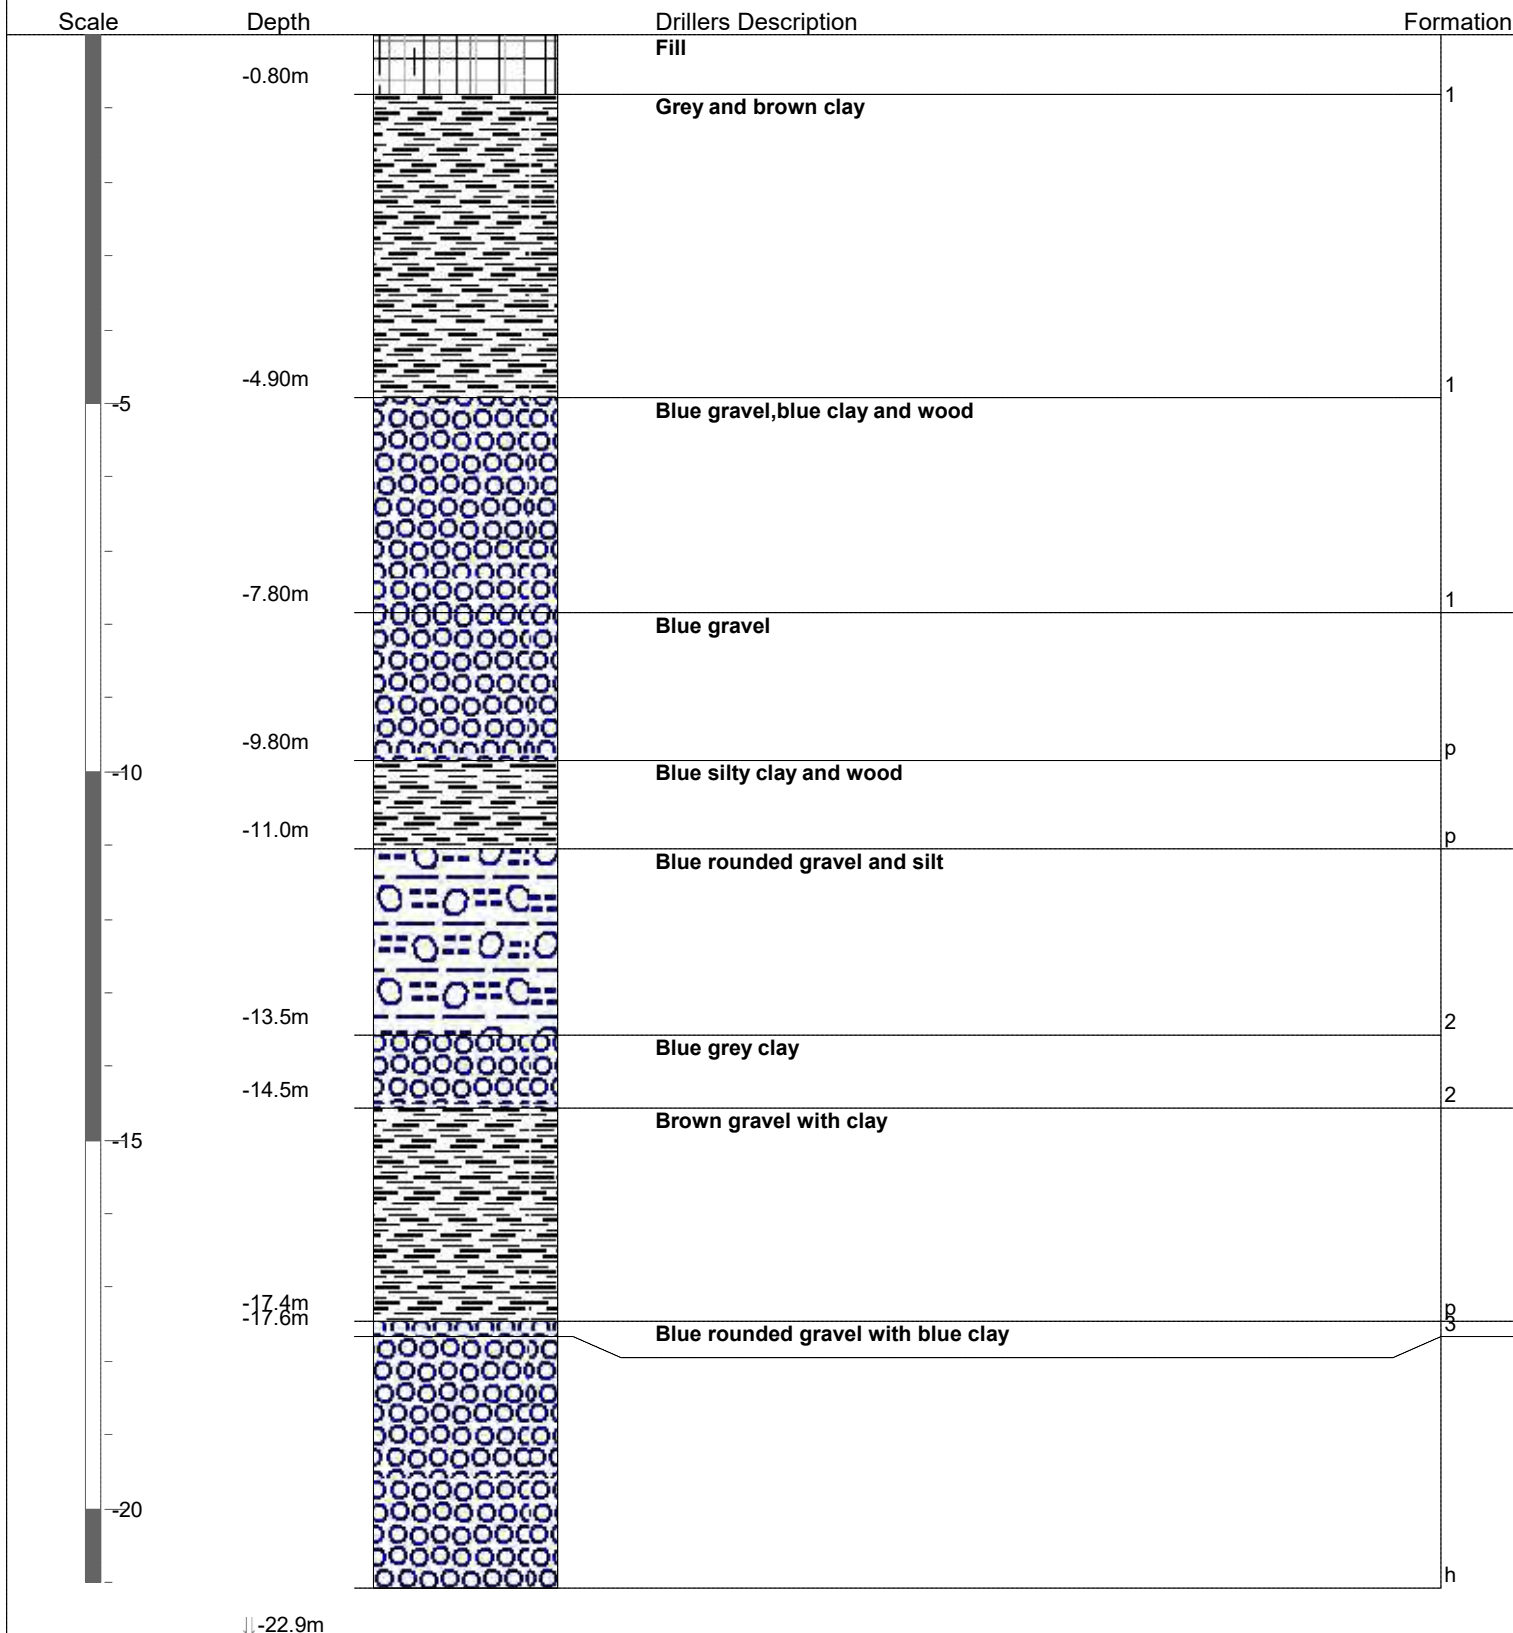 Scale Depth Drillers Description Formation
Fill
-0.80m
1
Grey and brown clay
-4.90m
1
-5
Blue gravel,blue clay and wood
-7.80m
1
Blue gravel
-9.80m
p
-10
Blue silty clay and wood
-11.0m
p
Blue rounded gravel and silt
-13.5m
2
Blue grey clay
-14.5m
2
Brown gravel with clay
-15
-17.4m
p
-17.6m
3
Blue rounded gravel with blue clay
-20
h
-22.9m